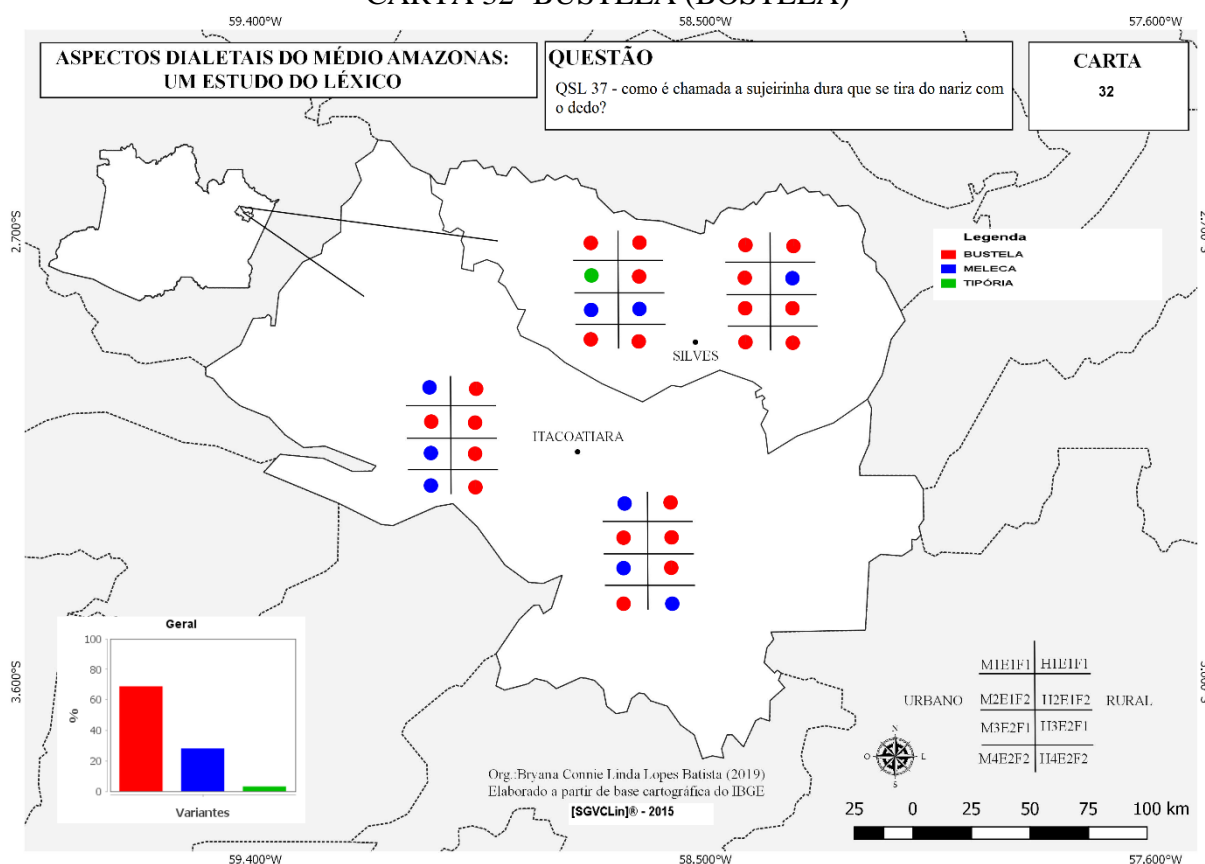 CARTA 32- BUSTELA (BOSTELA)
59.400°W 58.500°W 57.600°W
ASPECTOS DIALETAIS DO MÉDIO AMAZONAS:
UM ESTUDO DO LÉXICO
QUESTÃO
QSL 37 - como é chamada a sujeirinha dura que se tira do nariz com
o dedo?
CARTA
32
2.700°S
Legenda
BUSTELA
MELECA
TIPÓRIA
SILVES
ITACOATIARA
3.600°S
Geral
100
80
60
40
20
0
%
Variantes
URBANO
RURAL
M1E1F1 H1E1F1
M2E1F2 H2E1F2
M3E2F1 H3E2F1
M4E2F2 H4E2F2
N
O L
S
Org.:Bryana Connie Linda Lopes Batista (2019)
Elaborado a partir de base cartográfica do IBGE
[SGVCLin]® - 2015
25 0 25 50 75 100 km
59.400°W 58.500°W 57.600°W